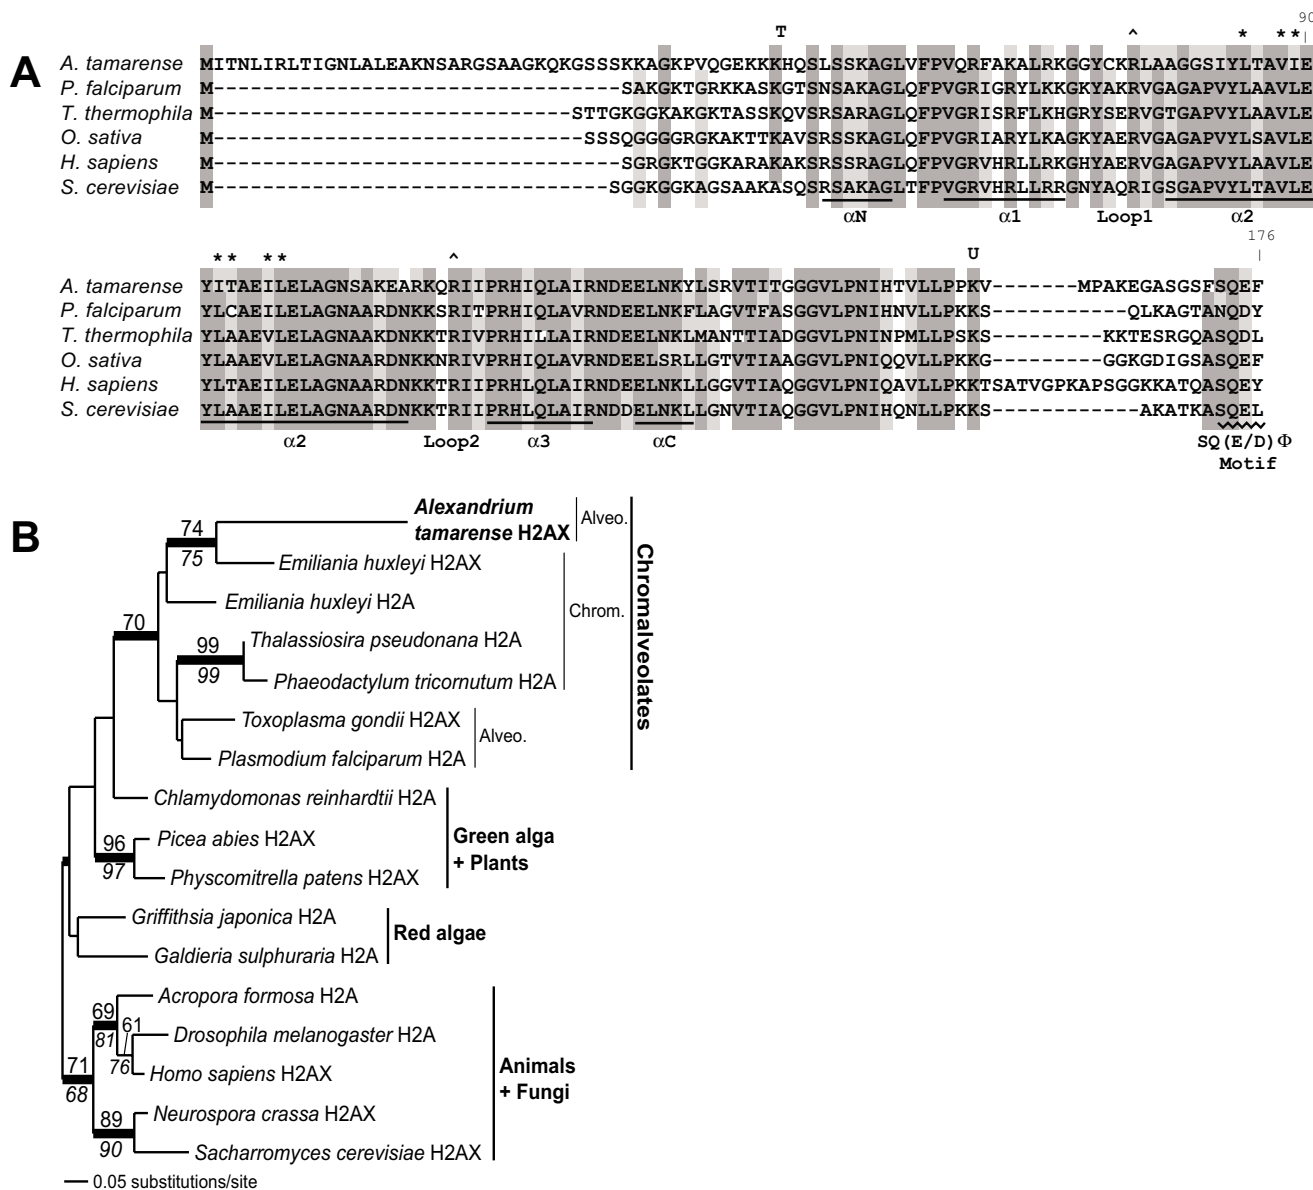 90
T ^ * **
A
A. tamarense MITNLIRLTIGNLALEAKNSARGSAAGKQKGSSSKKAGKPVQGEKKKHQSLSSKAGLVFPVQRFAKALRKGGYCKRLAAGGSIYLTAVIE
P. falciparum M----------------------------------SAKGKTGRKKASKGTSNSAKAGLQFPVGRIGRYLKKGKYAKRVGAGAPVYLAAVLE
T. thermophila M------------------------------STTGKGGKAKGKTASSKQVSRSARAGLQFPVGRISRFLKHGRYSERVGTGAPVYLAAVLE
O. sativa M-------------------------------SSSQGGGGRGKAKTTKAVSRSSRAGLQFPVGRIARYLKAGKYAERVGAGAPVYLSAVLE
H. sapiens M----------------------------------SGRGKTGGKARAKAKSRSSRAGLQFPVGRVHRLLRKGHYAERVGAGAPVYLAAVLE
S. cerevisiae M---------------------------------SGGKGGKAGSAAKASQSRSAKAGLTFPVGRVHRLLRRGNYAQRIGSGAPVYLTAVLE
αN α1 Loop1 α2
176
** ** ^ U
A. tamarense YITAEILELAGNSAKEARKQRIIPRHIQLAIRNDEELNKYLSRVTITGGGVLPNIHTVLLPPKV-------MPAKEGASGSFSQEF
P. falciparum YLCAEILELAGNAARDNKKSRITPRHIQLAVRNDEELNKFLAGVTFASGGVLPNIHNVLLPKKS-----------QLKAGTANQDY
T. thermophila YLAAEVLELAGNAAKDNKKTRIVPRHILLAIRNDEELNKLMANTTIADGGVLPNINPMLLPSKS---------KKTESRGQASQDL
O. sativa YLAAEVLELAGNAARDNKKNRIVPRHIQLAVRNDEELSRLLGTVTIAAGGVLPNIQQVLLPKKG---------GGKGDIGSASQEF
H. sapiens YLTAEILELAGNAARDNKKTRIIPRHLQLAIRNDEELNKLLGGVTIAQGGVLPNIQAVLLPKKTSATVGPKAPSGGKKATQASQEY
S. cerevisiae YLAAEILELAGNAARDNKKTRIIPRHLQLAIRNDDELNKLLGNVTIAQGGVLPNIHQNLLPKKS------------AKATKASQEL
α2 Loop2 α3 αC SQ(E/D)Φ
Motif
B
Alexandrium
tamarense H2AX
Alveo.
74
75
Emiliania huxleyi H2AX
Emiliania huxleyi H2A
Chrom.
70
Thalassiosira pseudonana H2A
99
99
Phaeodactylum tricornutum H2A
Toxoplasma gondii H2AX
Alveo.
Plasmodium falciparum H2A
Chromalveolates
Chlamydomonas reinhardtii H2A
96
97
Picea abies H2AX
Physcomitrella patens H2AX
Green alga
+ Plants
Griffithsia japonica H2A
Red algae
Galdieria sulphuraria H2A
Acropora formosa H2A
69
81
61
76
Drosophila melanogaster H2A
Homo sapiens H2AX
71
68
Animals
+ Fungi
89
90
Neurospora crassa H2AX
Sacharromyces cerevisiae H2AX
0.05 substitutions/site